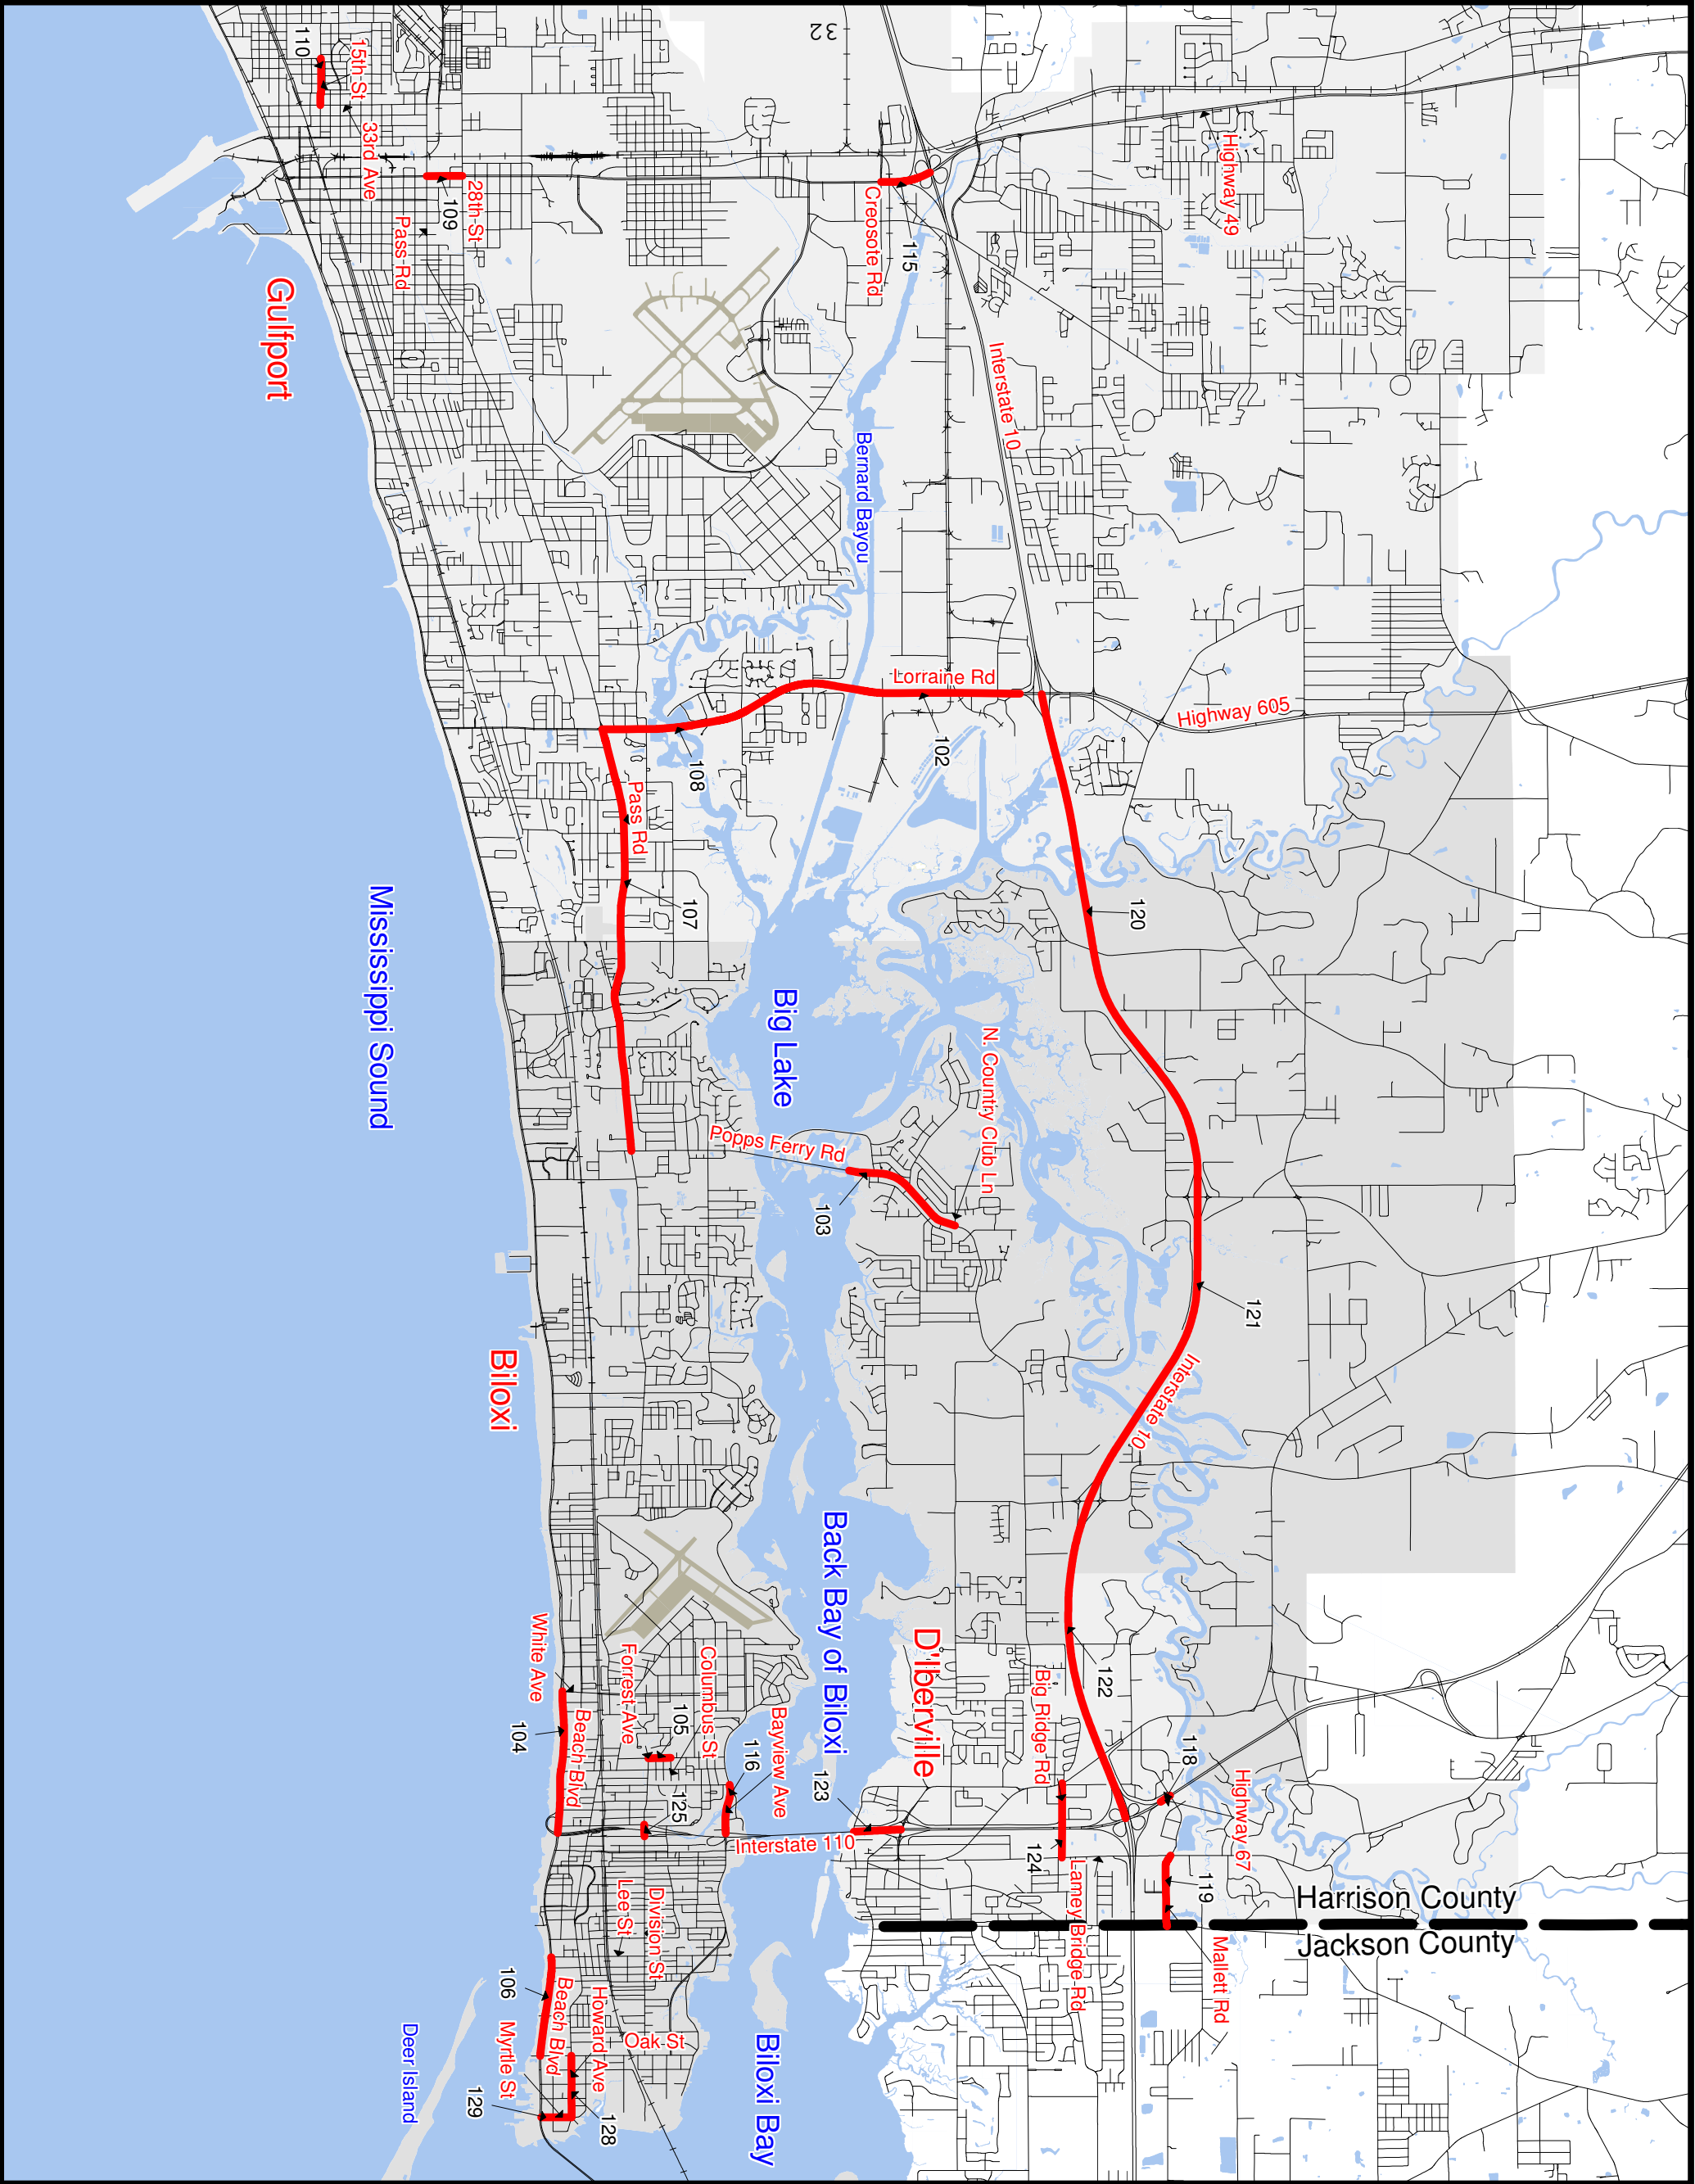 32
110
15th St
33rd Ave
28th St
109
Pass Rd
Gulfport
Creosote Rd
115
Highway 49
Interstate 10
Bernard Bayou
Lorraine Rd
102
Highway 605
108
Pass Rd
107
120
Mississippi Sound
Big Lake
N. Country Club Ln
Popps Ferry Rd
103
121
Interstate 10
Biloxi
Back Bay of Biloxi
D'Iberville
White Ave
104
Beach Blvd
Forrest Ave
105
Columbus St
125
116
Bayview Ave
123
Interstate 110
Big Ridge Rd
122
118
Highway 67
124
Lamey Bridge Rd
119
Harrison County
Jackson County
Mallett Rd
Lee St
Division St
106
Beach Blvd
Howard Ave
Oak St
Myrtle St
129
128
Deer Island
Biloxi Bay